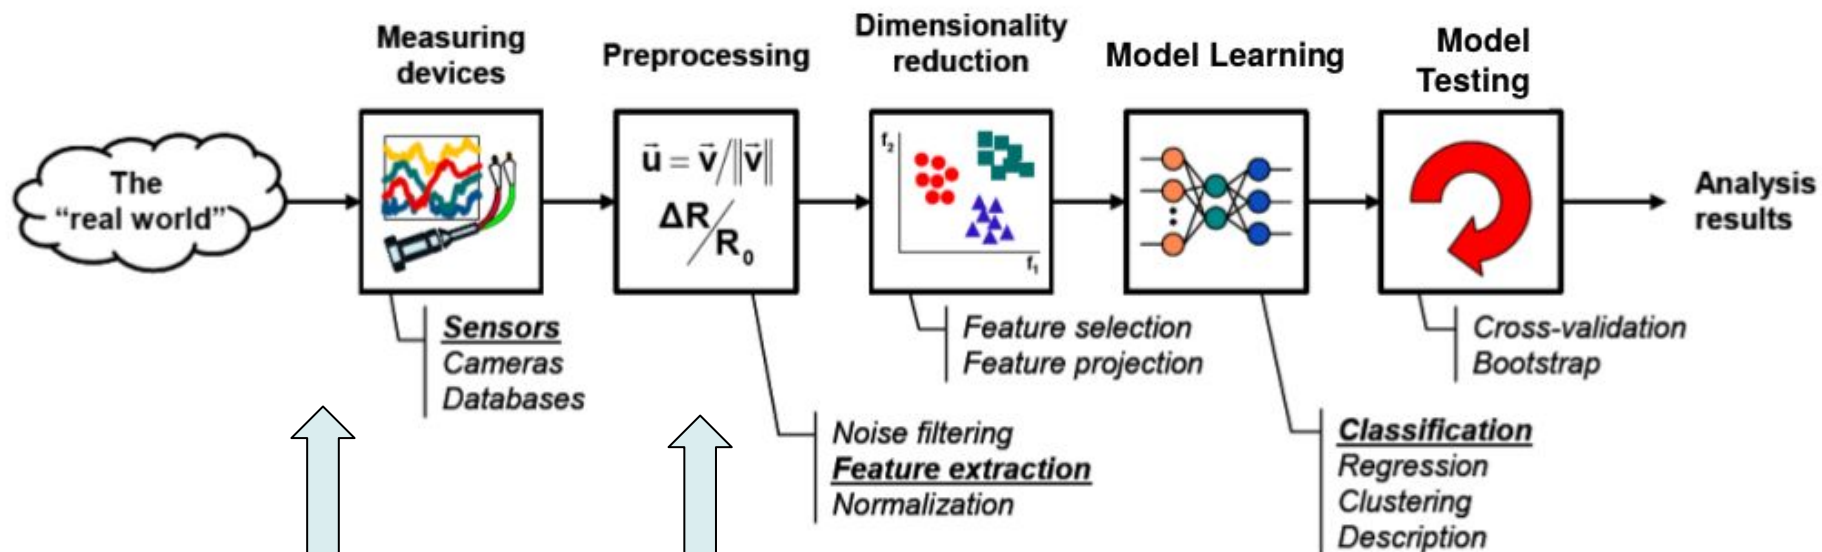 Measuring
devices
Preprocessing
Dimensionality
reduction
Model Learning
Model
Testing
The
“real world”
u⃗ = v⃗/‖v⃗‖
ΔR/R₀
f₂
f₁
Analysis
results
Sensors
Cameras
Databases
Noise filtering
Feature extraction
Normalization
Feature selection
Feature projection
Classification
Regression
Clustering
Description
Cross-validation
Bootstrap